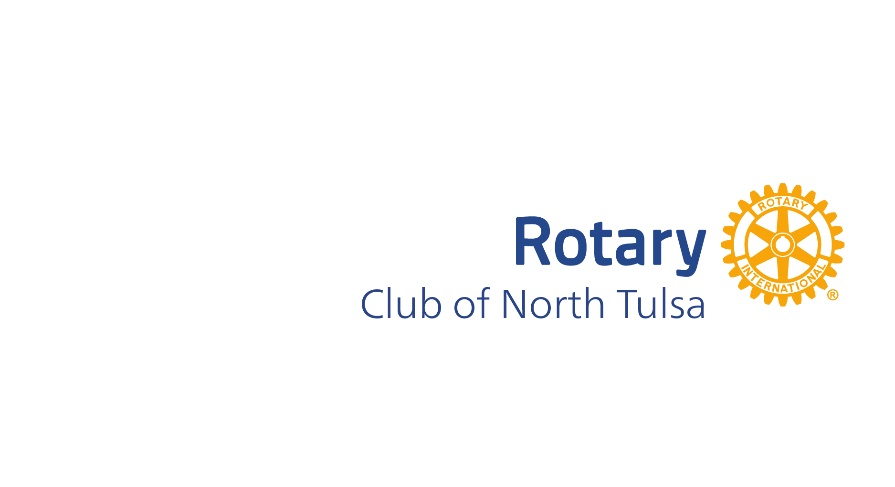 Rotary
Club of North Tulsa
ROTARY
INTERNATIONAL
®